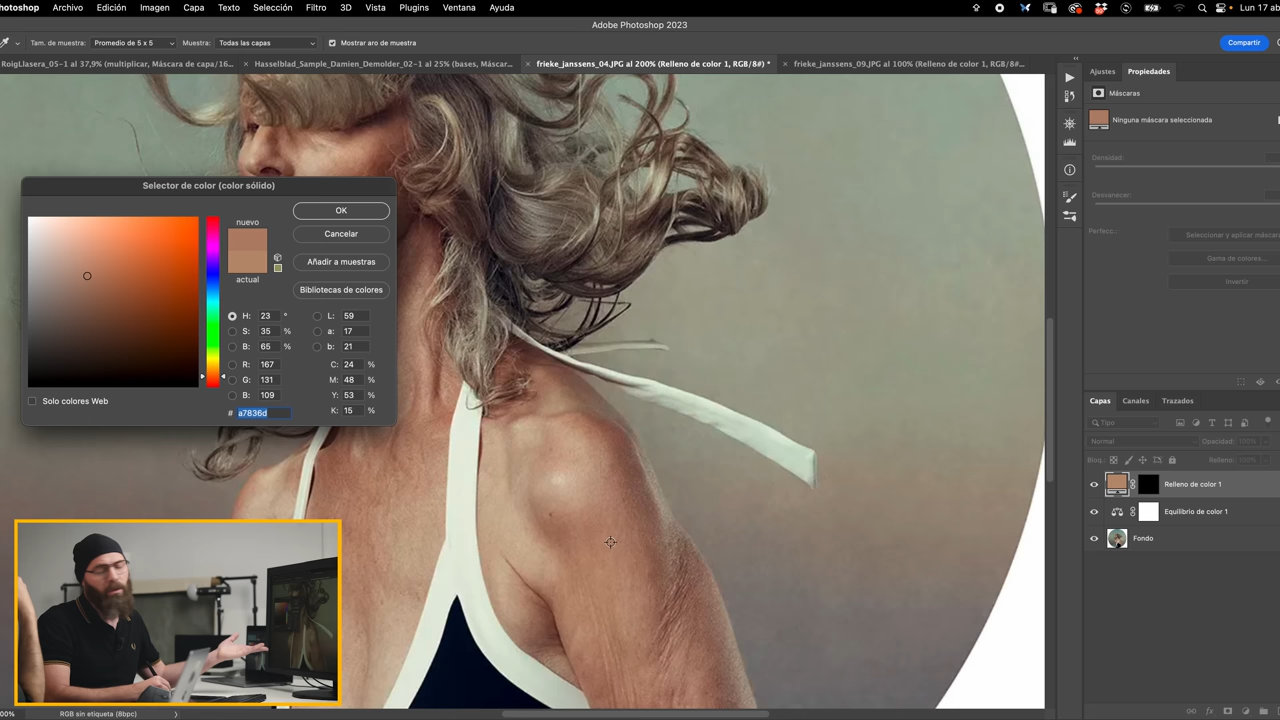 otoshop Archivo Edición Imagen Capa Texto Selección Filtro 3D Vista Plugins Ventana Ayuda Lun 17 ab
Adobe Photoshop 2023
Tam. de muestra: Promedio de 5 x 5 Muestra: Todas las capas Mostrar aro de muestra Compartir
RoigLlasera_05-1 al 37,9% (multiplicar, Máscara de capa/16... × Hasselblad_Sample_Damien_Demolder_02-1 al 25% (bases, Máscar... × frieke_janssens_04.JPG al 200% (Relleno de color 1, RGB/8#) * × frieke_janssens_09.JPG al 100% (Relleno de color 1, RGB/8#...
Ajustes Propiedades
Máscaras
Ninguna máscara seleccionada
Densidad:
Desvanecer:
Perfecc.: Seleccionar y aplicar máscara
Gama de colores...
Invertir
Selector de color (color sólido)
nuevo
actual
OK
Cancelar
Añadir a muestras
Bibliotecas de colores
H: 23 ° L: 59
S: 35 % a: 17
B: 65 % b: 21
R: 167 C: 24 %
G: 131 M: 48 %
B: 109 Y: 53 %
# a7836d K: 15 %
Solo colores Web
Capas Canales Trazados
Tipo
Normal Opacidad: 100%
Bloq.: Relleno: 100%
Relleno de color 1
Equilibrio de color 1
Fondo
fx
00% RGB sin etiqueta (8bpc)